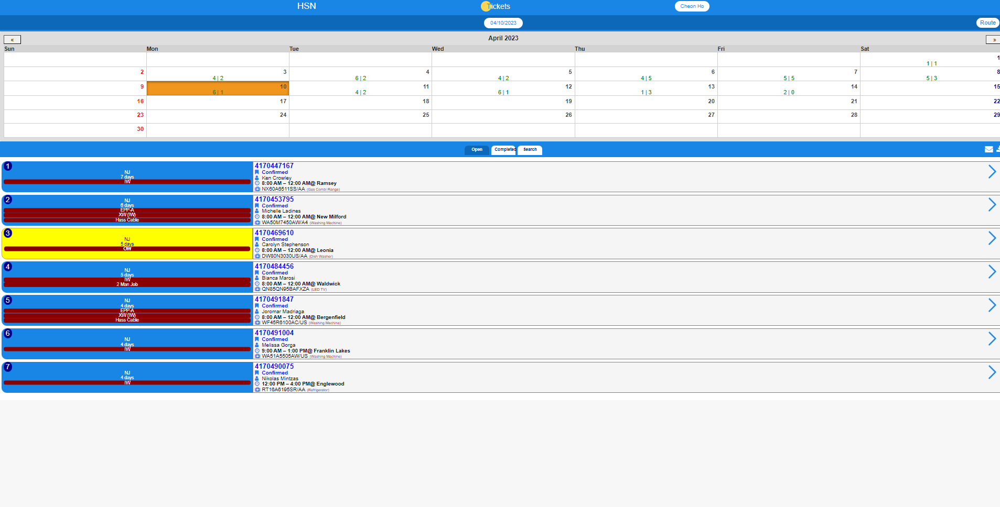 HSN
Tickets
Cheon Ho
04/10/2023
Route
«
April 2023
»
Sun Mon Tue Wed Thu Fri Sat
1
1 | 1
2 3 4 5 6 7 8
4 | 2 6 | 2 4 | 2 4 | 5 5 | 5 5 | 3
9 10 11 12 13 14 15
6 | 1 4 | 2 6 | 1 1 | 3 2 | 0
16 17 18 19 20 21 22
23 24 25 26 27 28 29
30
Open Completed Search
1
NJ
7 days
IW
4170447167
Confirmed
Ken Crowley
8:00 AM – 12:00 AM@ Ramsey
NX60A6511SS/AA (Gas Combi Range)
2
NJ
6 days
EPP-A
XW (IW)
Hass Cable
4170453795
Confirmed
Michelle Ladines
8:00 AM – 12:00 AM@ New Milford
WA50M7450AW/A4 (Washing Machine)
3
NJ
5 days
OW
4170469610
Confirmed
Carolyn Stephenson
8:00 AM – 12:00 AM@ Leonia
DW80N3030US/AA (Dish Washer)
4
NJ
5 days
IW
2 Man Job
4170484456
Confirmed
Bianca Marosi
8:00 AM – 12:00 AM@ Waldwick
QN85QN95BAFXZA (LED TV)
5
NJ
4 days
EPP-A
XW (IW)
Hass Cable
4170491847
Confirmed
Joromar Madriaga
8:00 AM – 12:00 AM@ Bergenfield
WF45R6100AC/US (Washing Machine)
6
NJ
4 days
IW
4170491004
Confirmed
Melissa Gorga
9:00 AM – 1:00 PM@ Franklin Lakes
WA51A5505AW/US (Washing Machine)
7
NJ
4 days
IW
4170490075
Confirmed
Nikolas Mintzas
12:00 PM – 4:00 PM@ Englewood
RT16A6195SR/AA (Refrigerator)